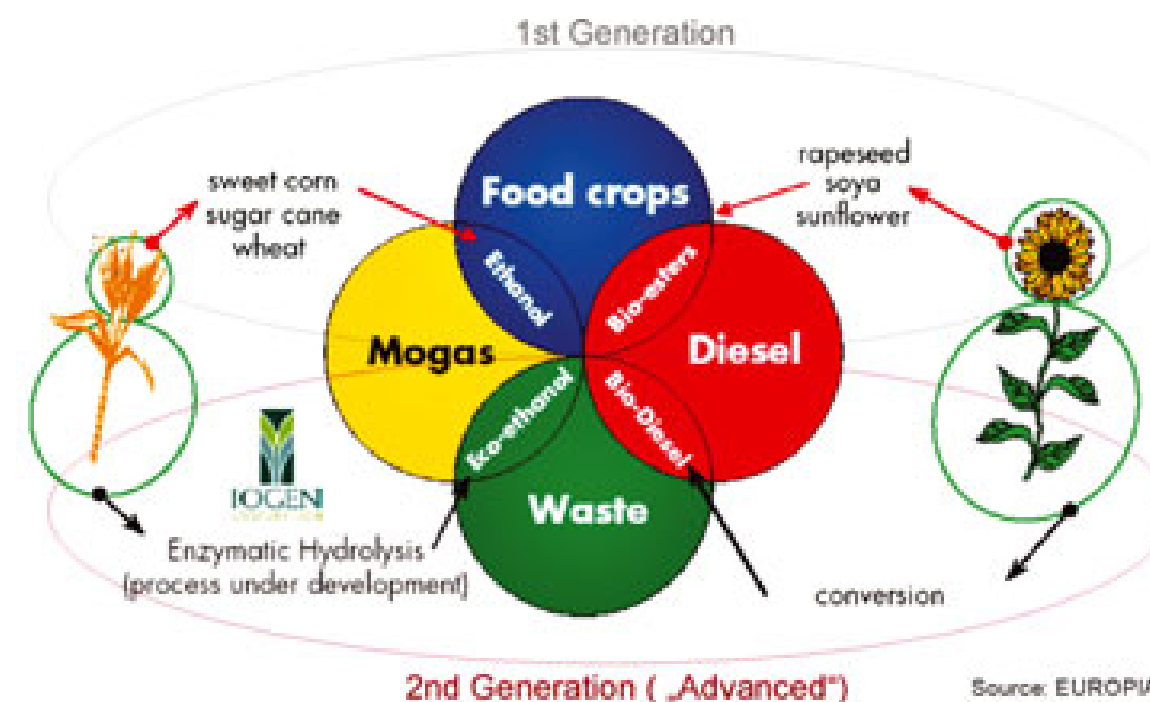 1st Generation
sweet corn
sugar cane
wheat
rapeseed
soya
sunflower
Food crops
Ethanol
Bio-esters
Mogas
Diesel
Eco-ethanol
Bio-Diesel
Waste
IOGEN
Enzymatic Hydrolysis
(process under development)
conversion
2nd Generation ( „Advanced“)
Source: EUROPIA